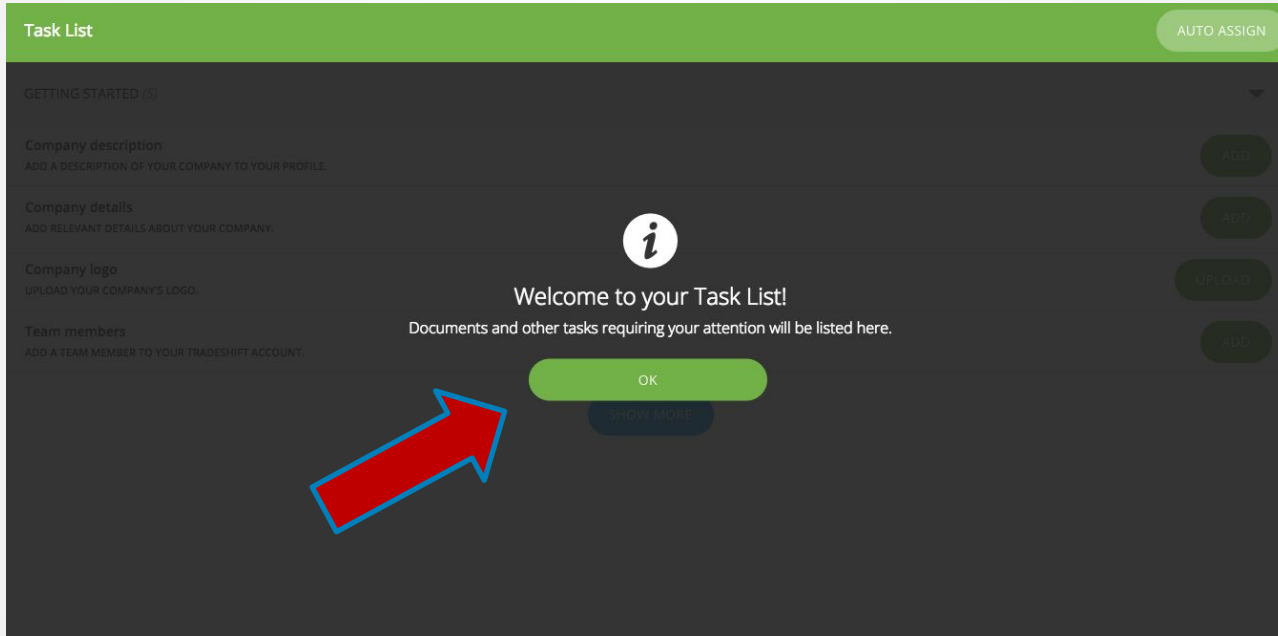 Task List
AUTO ASSIGN
GETTING STARTED (5)
Company description
ADD A DESCRIPTION OF YOUR COMPANY TO YOUR PROFILE.
ADD
Company details
ADD RELEVANT DETAILS ABOUT YOUR COMPANY.
ADD
Company logo
UPLOAD YOUR COMPANY'S LOGO.
UPLOAD
Team members
ADD A TEAM MEMBER TO YOUR TRADESHIFT ACCOUNT.
ADD
i
Welcome to your Task List!
Documents and other tasks requiring your attention will be listed here.
OK
SHOW MORE